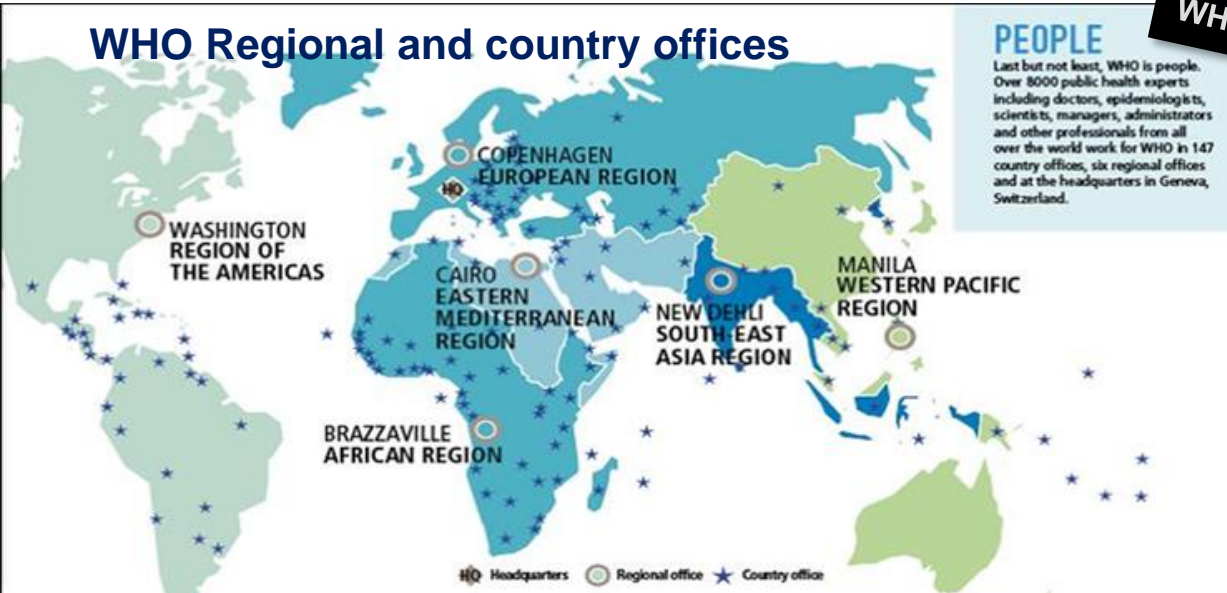 WHO Regional and country offices
WH
PEOPLE
Last but not least, WHO is people.
Over 8000 public health experts
including doctors, epidemiologists,
scientists, managers, administrators
and other professionals from all
over the world work for WHO in 147
country offices, six regional offices
and at the headquarters in Geneva,
Switzerland.
COPENHAGEN
EUROPEAN REGION
HQ
WASHINGTON
REGION OF
THE AMERICAS
CAIRO
EASTERN
MEDITERRANEAN
REGION
NEW DEHLI
SOUTH-EAST
ASIA REGION
MANILA
WESTERN PACIFIC
REGION
BRAZZAVILLE
AFRICAN REGION
HQ Headquarters Regional office Country office